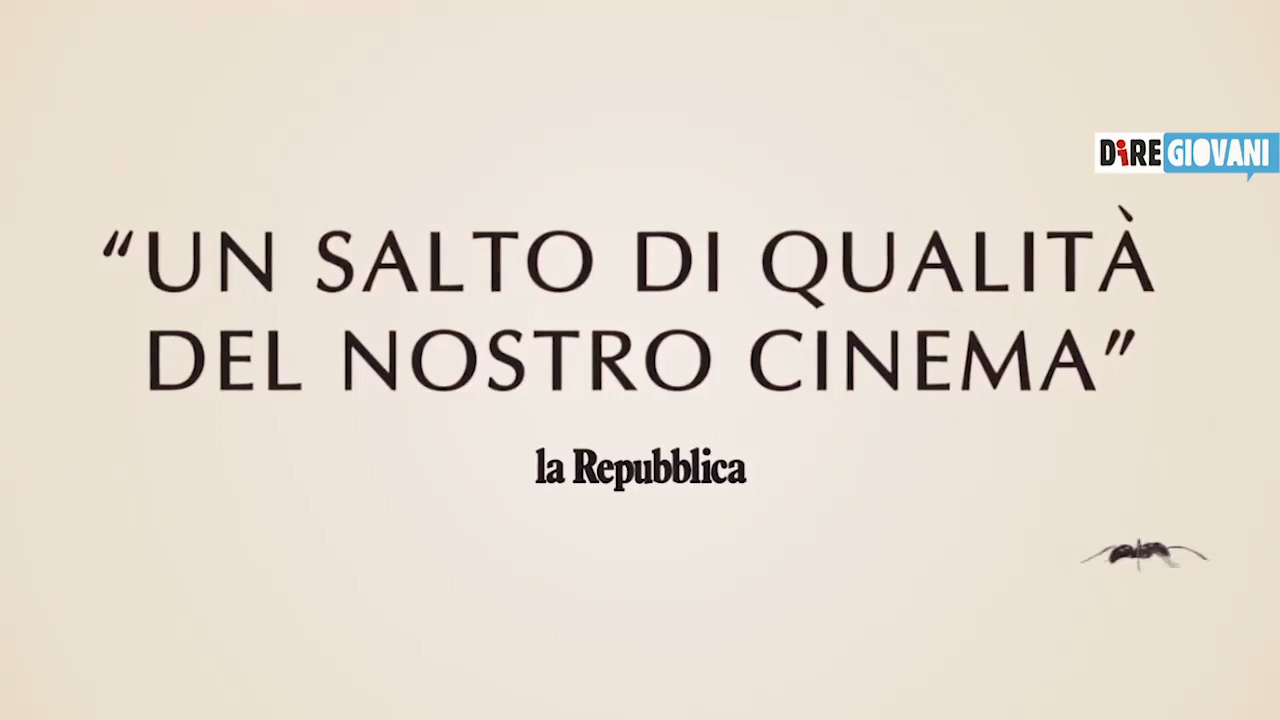 DiRE GIOVANI
“UN SALTO DI QUALITÀ
DEL NOSTRO CINEMA”
la Repubblica